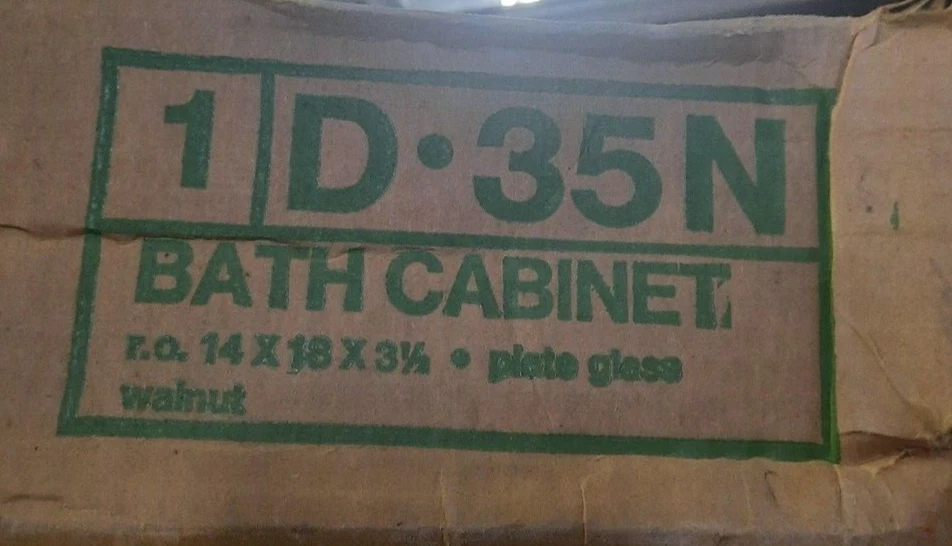 1 D·35N
BATH CABINET
r.o. 14 X 18 X 3½ • plate glass
walnut